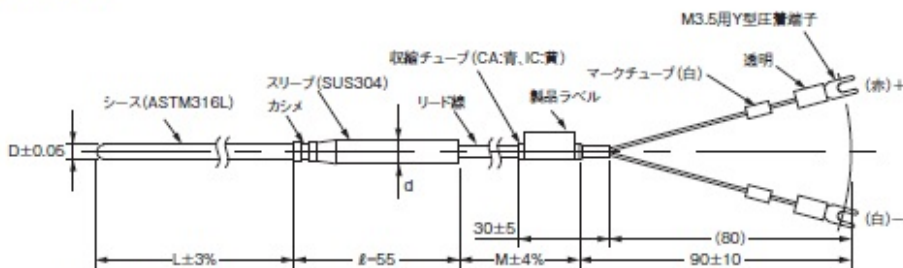 M3.5用Y型圧着端子
収縮チューブ(CA:青、IC:黄)
透明
マークチューブ(白)
スリーブ(SUS304)
(赤)+
シース(ASTM316L)
カシメ
リード線
製品ラベル
D±0.05
d
(白)−
30±5
(80)
L±3%
ℓ=55
M±4%
90±10